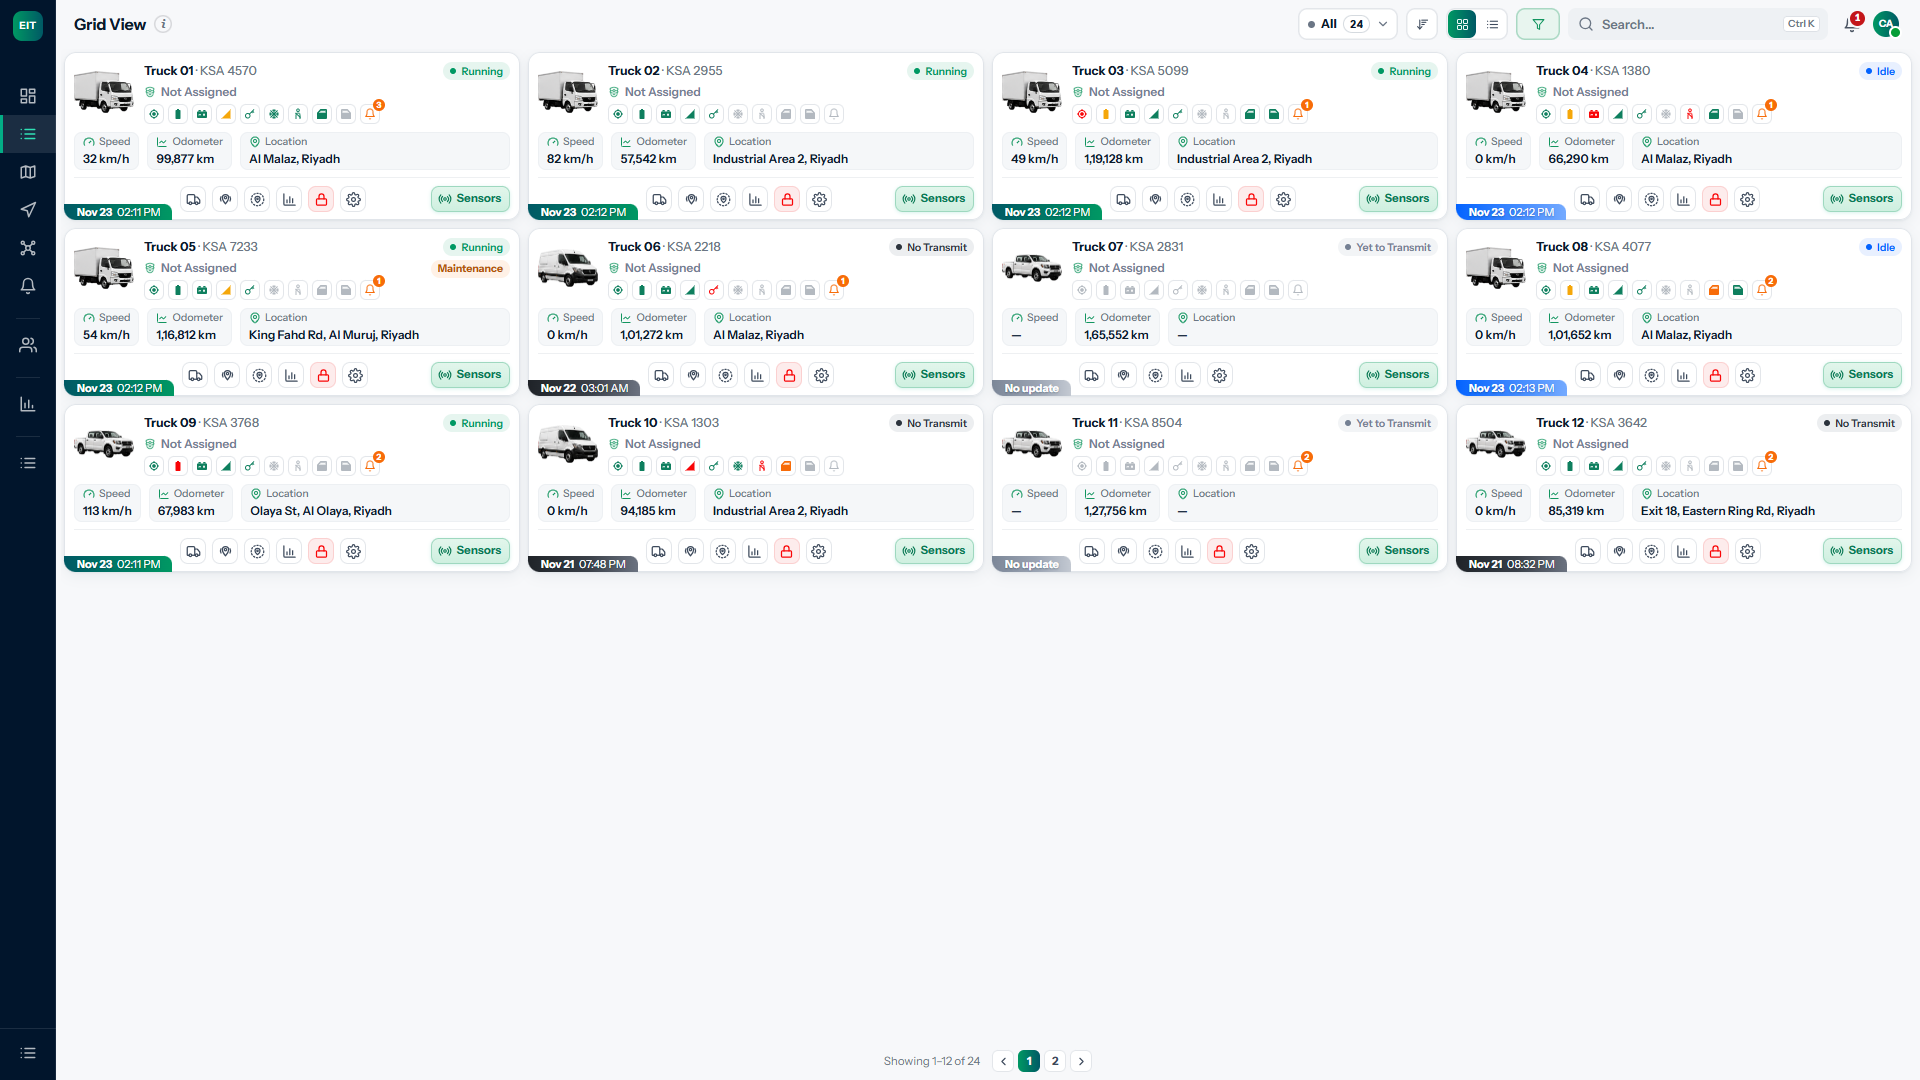 EIT
Grid View
All 24
Search...
Ctrl K
1
CA
Truck 01 · KSA 4570
Running
Not Assigned
3
Speed
32 km/h
Odometer
99,877 km
Location
Al Malaz, Riyadh
Nov 23 02:11 PM
Sensors
Truck 02 · KSA 2955
Running
Not Assigned
Speed
82 km/h
Odometer
57,542 km
Location
Industrial Area 2, Riyadh
Nov 23 02:12 PM
Sensors
Truck 03 · KSA 5099
Running
Not Assigned
1
Speed
49 km/h
Odometer
1,19,128 km
Location
Industrial Area 2, Riyadh
Nov 23 02:12 PM
Sensors
Truck 04 · KSA 1380
Idle
Not Assigned
1
Speed
0 km/h
Odometer
66,290 km
Location
Al Malaz, Riyadh
Nov 23 02:12 PM
Sensors
Truck 05 · KSA 7233
Running
Not Assigned
Maintenance
1
Speed
54 km/h
Odometer
1,16,812 km
Location
King Fahd Rd, Al Muruj, Riyadh
Nov 23 02:12 PM
Sensors
Truck 06 · KSA 2218
No Transmit
Not Assigned
1
Speed
0 km/h
Odometer
1,01,272 km
Location
Al Malaz, Riyadh
Nov 22 03:01 AM
Sensors
Truck 07 · KSA 2831
Yet to Transmit
Not Assigned
Speed
—
Odometer
1,65,552 km
Location
—
No update
Sensors
Truck 08 · KSA 4077
Idle
Not Assigned
2
Speed
0 km/h
Odometer
1,01,652 km
Location
Al Malaz, Riyadh
Nov 23 02:13 PM
Sensors
Truck 09 · KSA 3768
Running
Not Assigned
2
Speed
113 km/h
Odometer
67,983 km
Location
Olaya St, Al Olaya, Riyadh
Nov 23 02:11 PM
Sensors
Truck 10 · KSA 1303
No Transmit
Not Assigned
Speed
0 km/h
Odometer
94,185 km
Location
Industrial Area 2, Riyadh
Nov 21 07:48 PM
Sensors
Truck 11 · KSA 8504
Yet to Transmit
Not Assigned
2
Speed
—
Odometer
1,27,756 km
Location
—
No update
Sensors
Truck 12 · KSA 3642
No Transmit
Not Assigned
2
Speed
0 km/h
Odometer
85,319 km
Location
Exit 18, Eastern Ring Rd, Riyadh
Nov 21 08:32 PM
Sensors
Showing 1–12 of 24
1
2